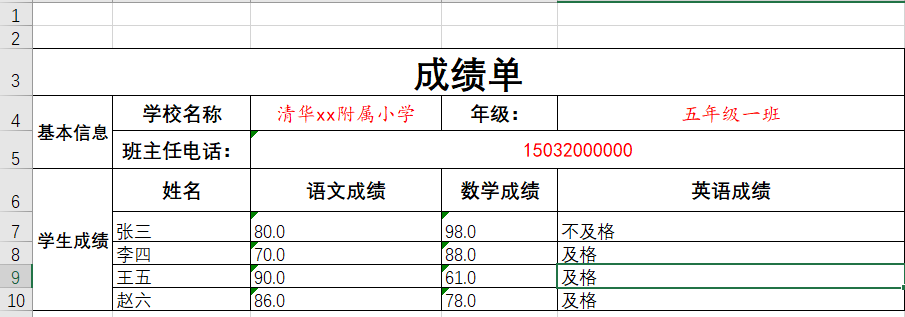 1
2
3 成绩单
4 基本信息 学校名称 清华xx附属小学 年级： 五年级一班
5 班主任电话： 15032000000
6 学生成绩 姓名 语文成绩 数学成绩 英语成绩
7 张三 80.0 98.0 不及格
8 李四 70.0 88.0 及格
9 王五 90.0 61.0 及格
10 赵六 86.0 78.0 及格